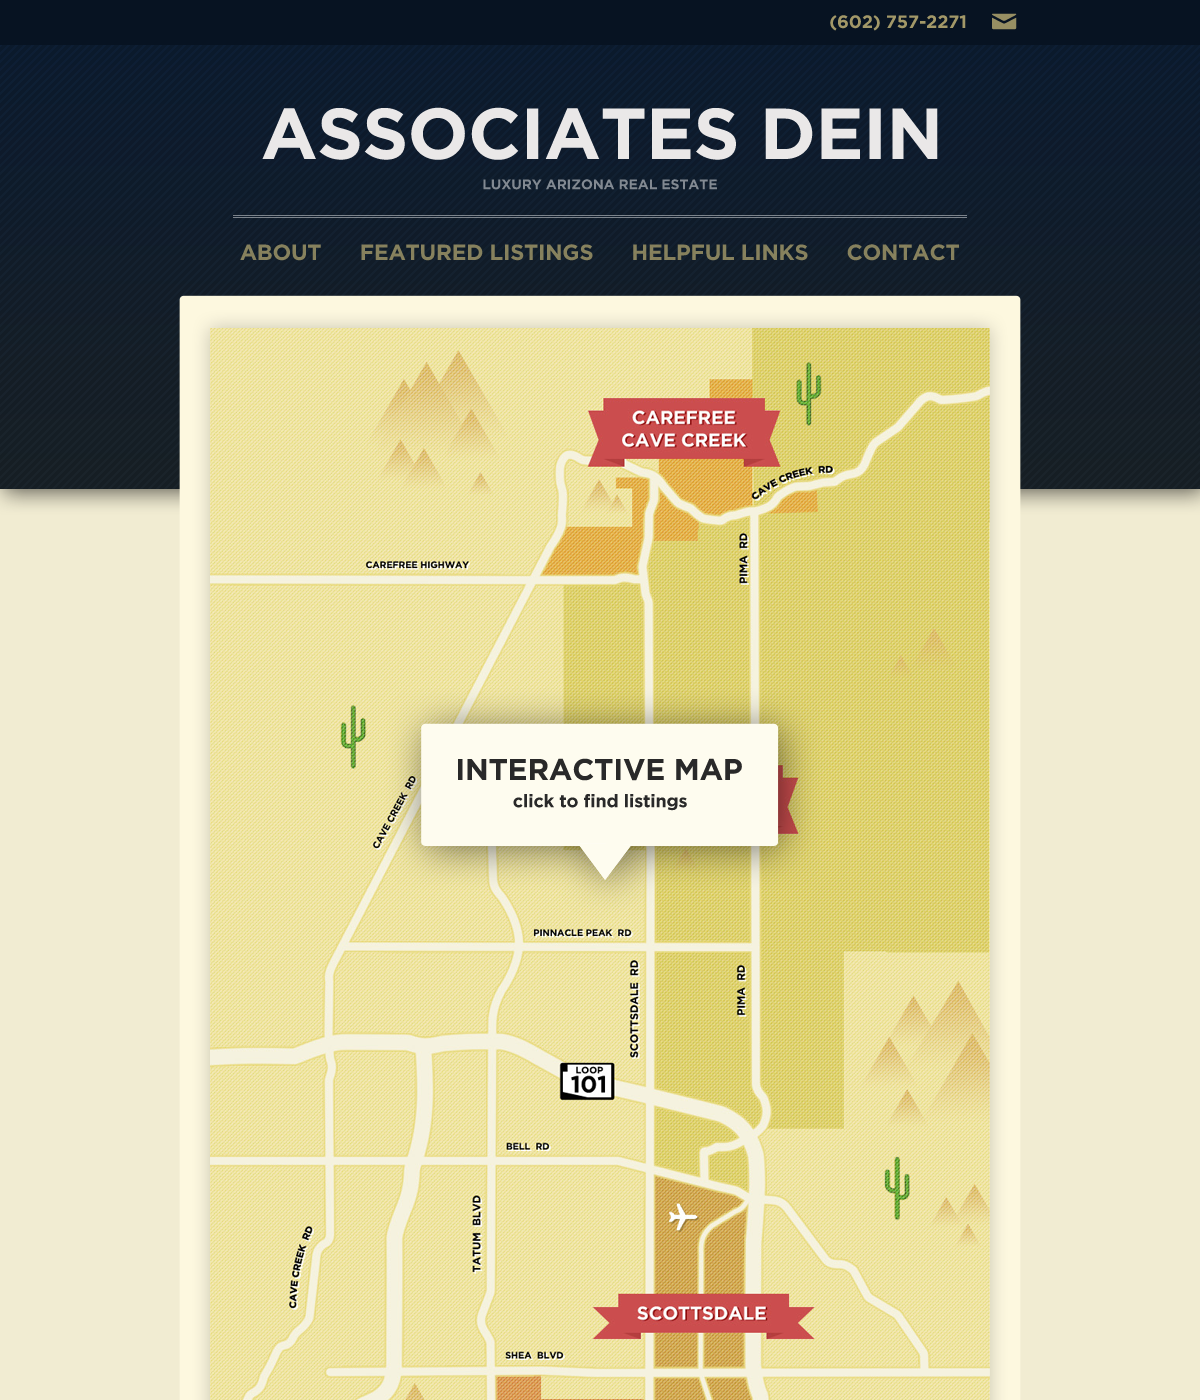 (602) 757-2271
ASSOCIATES DEIN
LUXURY ARIZONA REAL ESTATE
ABOUT FEATURED LISTINGS HELPFUL LINKS CONTACT
CAREFREE
CAVE CREEK
CAVE CREEK RD
PIMA RD
CAREFREE HIGHWAY
INTERACTIVE MAP
click to find listings
CAVE CREEK RD
PINNACLE PEAK RD
SCOTTSDALE RD
PIMA RD
LOOP
101
BELL RD
TATUM BLVD
CAVE CREEK RD
SCOTTSDALE
SHEA BLVD